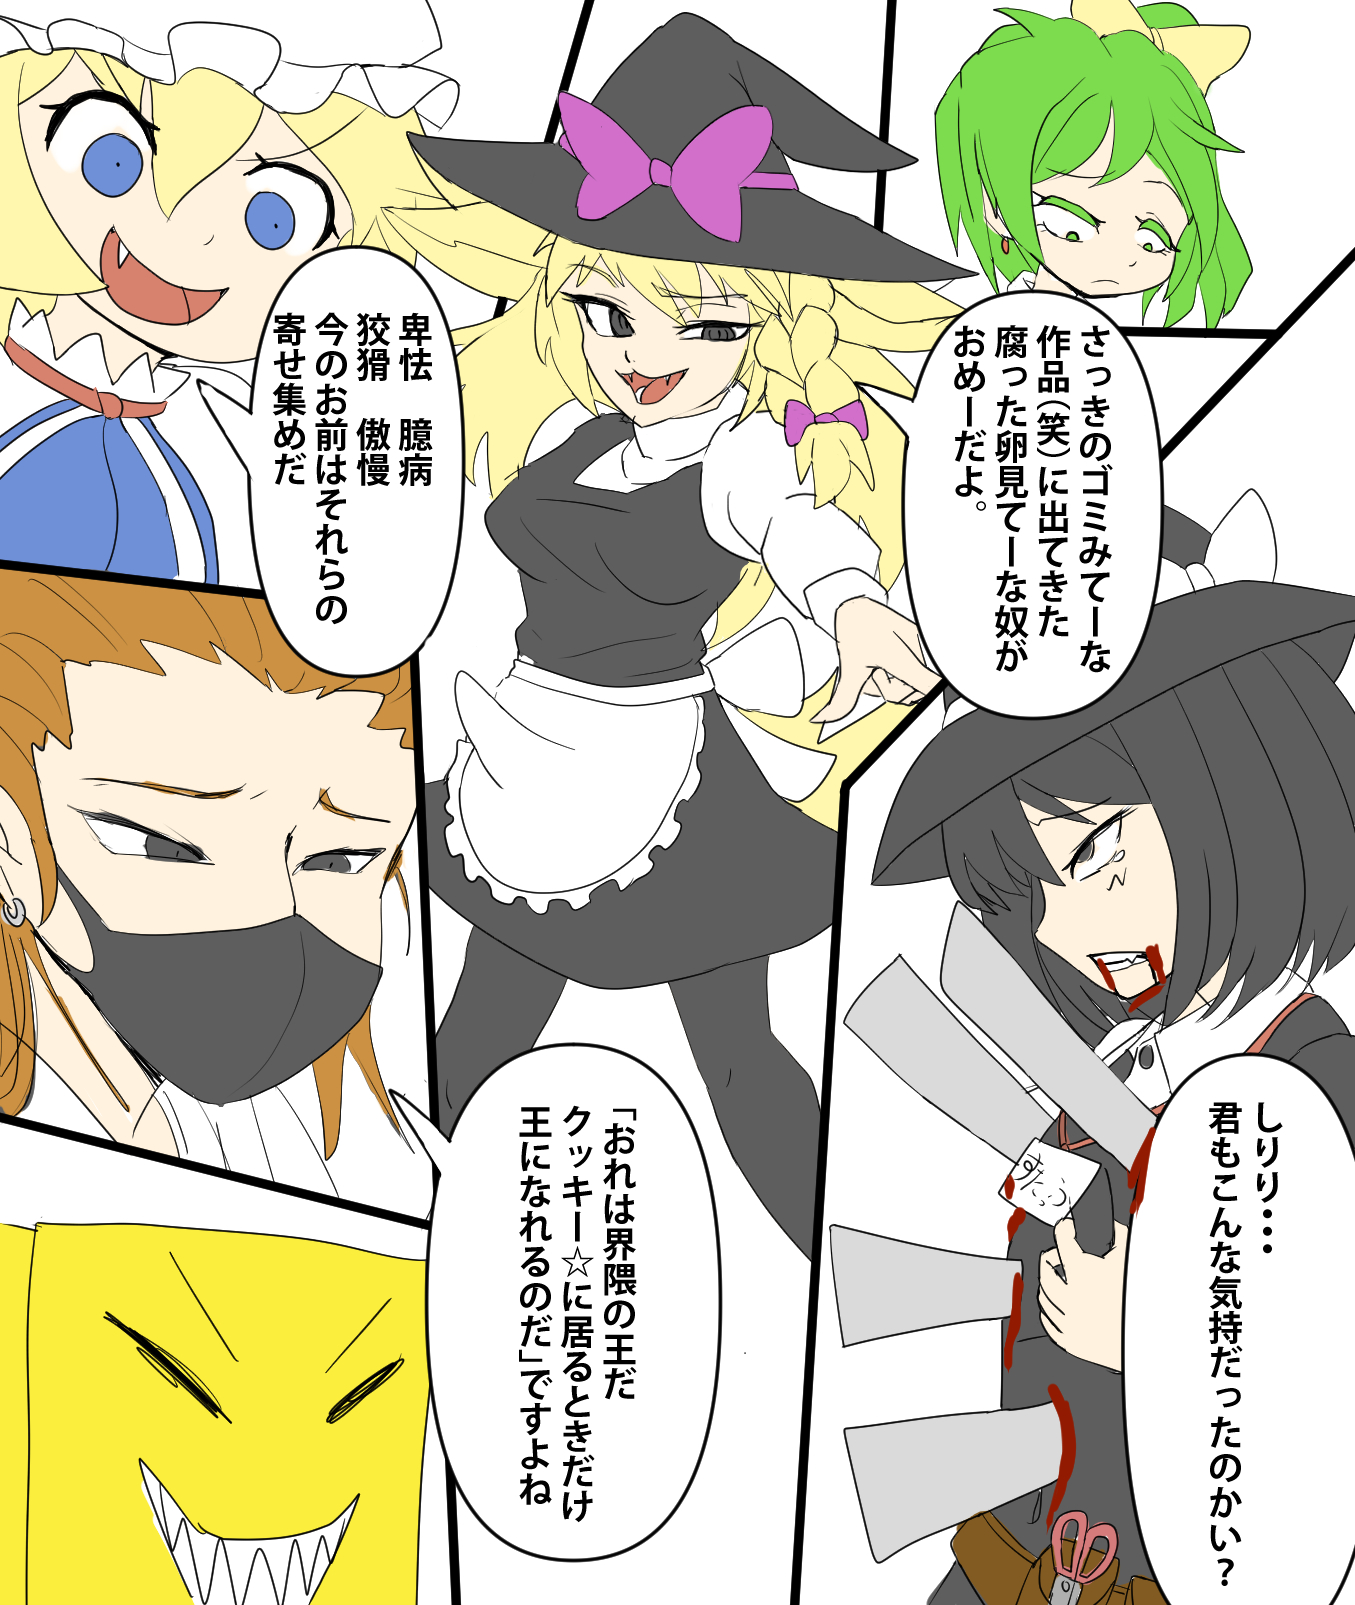 さっきのゴミみてーな
作品(笑)に出てきた
腐った卵見てーな奴が
おめーだよ。
卑怯　臆病
狡猾　傲慢
今のお前はそれらの
寄せ集めだ
しりり・・・
君もこんな気持だったのかい？
「おれは界隈の王だ
クッキー☆に居るときだけ
王になれるのだ」ですよね